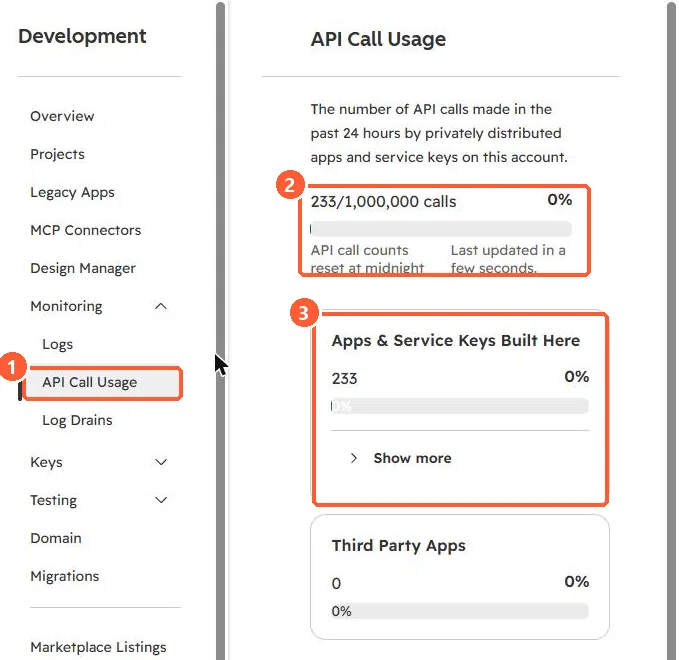 Development
Overview
Projects
Legacy Apps
MCP Connectors
Design Manager
Monitoring
Logs
1
API Call Usage
Log Drains
Keys
Testing
Domain
Migrations
Marketplace Listings
API Call Usage
The number of API calls made in the
past 24 hours by privately distributed
apps and service keys on this account.
2
233/1,000,000 calls 0%
API call counts
reset at midnight
Last updated in a
few seconds.
3
Apps & Service Keys Built Here
233 0%
0%
Show more
Third Party Apps
0 0%
0%